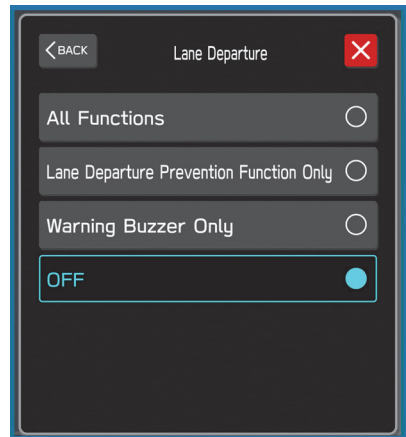 BACK
Lane Departure
All Functions
Lane Departure Prevention Function Only
Warning Buzzer Only
OFF